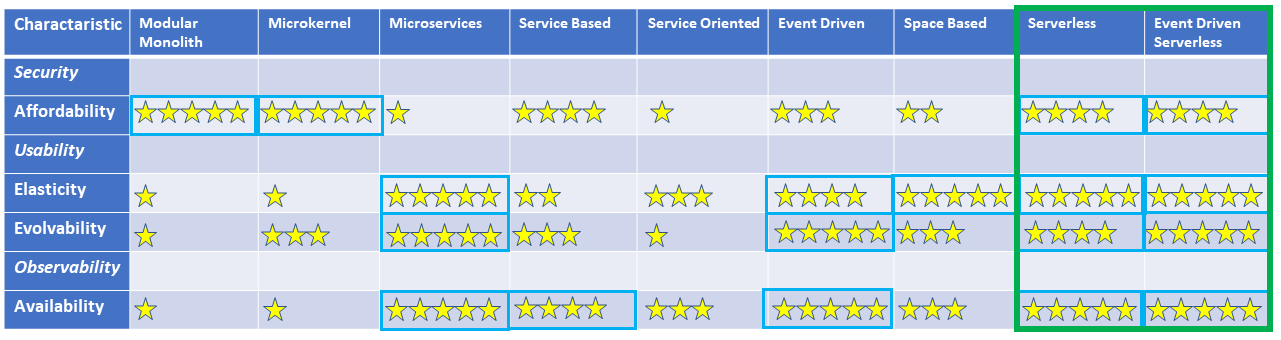 Charactaristic Modular Monolith Microkernel Microservices Service Based Service Oriented Event Driven Space Based Serverless Event Driven Serverless
Security
Affordability
Usability
Elasticity
Evolvability
Observability
Availability